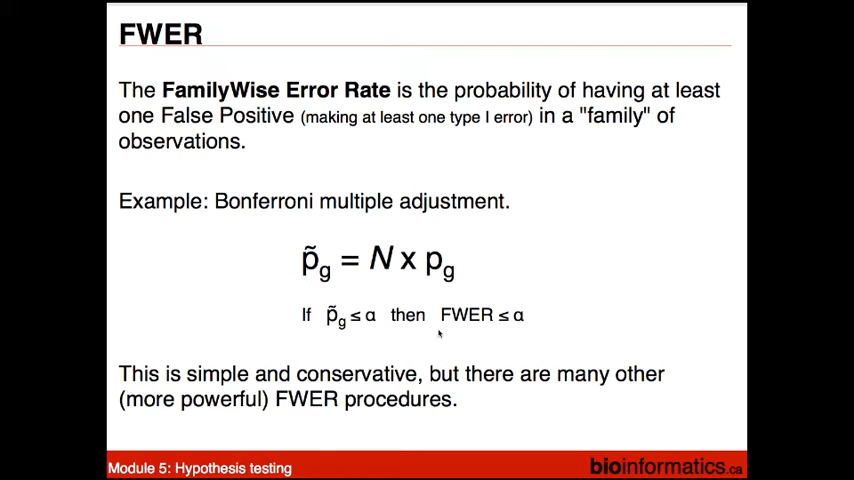 FWER
The FamilyWise Error Rate is the probability of having at least
one False Positive (making at least one type I error) in a "family" of
observations.
Example: Bonferroni multiple adjustment.
p̃g = N x pg
If p̃g ≤ α then FWER ≤ α
This is simple and conservative, but there are many other
(more powerful) FWER procedures.
Module 5: Hypothesis testing
bioinformatics.ca